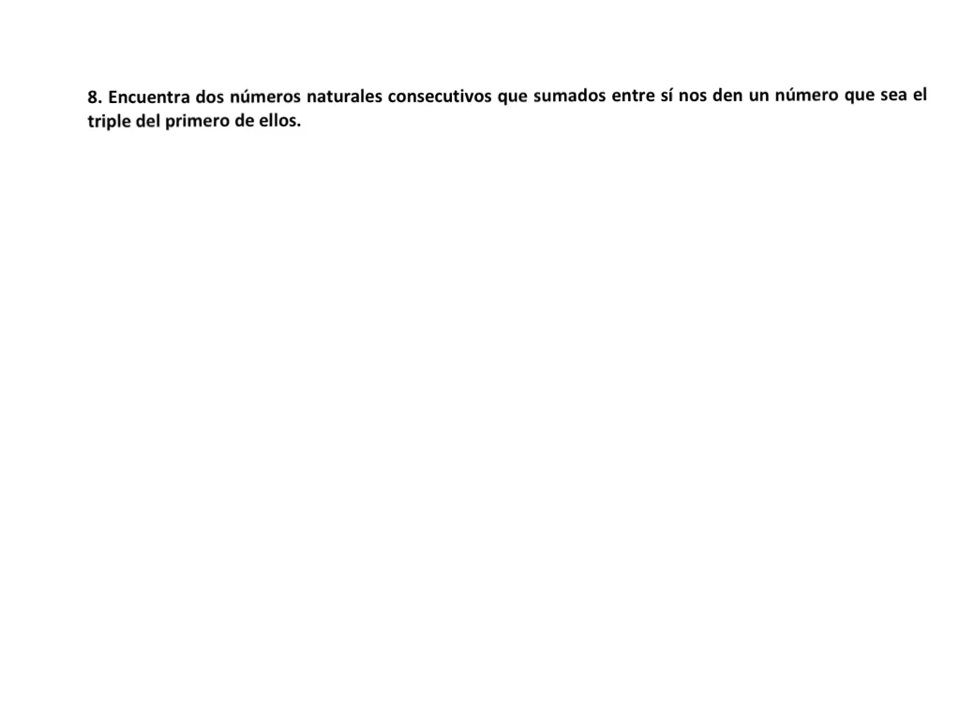 8. Encuentra dos números naturales consecutivos que sumados entre sí nos den un número que sea el
triple del primero de ellos.